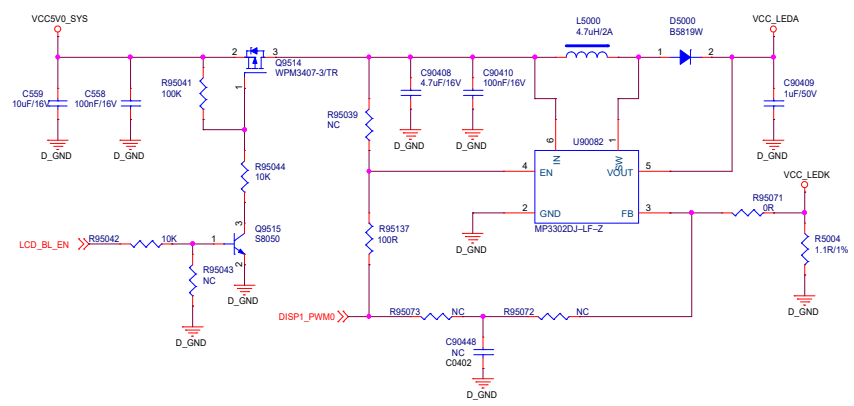 VCC5V0_SYS
L5000
4.7uH/2A
D5000
B5819W
VCC_LEDA
2
3
Q9514
WPM3407-3/TR
1
1
2
R95041
100K
C559
10uF/16V
C558
100nF/16V
C90408
4.7uF/16V
C90410
100nF/16V
C90409
1uF/50V
R95039
NC
D_GND
D_GND
D_GND
D_GND
D_GND
6
1
U90082
IN
SW
4
EN
VOUT
5
R95044
10K
VCC_LEDK
2
GND
FB
3
R95071
0R
MP3302DJ-LF-Z
D_GND
R95137
100R
R5004
1.1R/1%
3
Q9515
S8050
R95042
10K
1
LCD_BL_EN
2
R95043
NC
D_GND
D_GND
D_GND
DISP1_PWM0
R95073
NC
R95072
NC
C90448
NC
C0402
D_GND